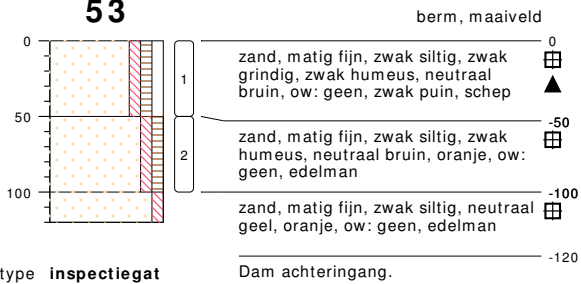 53
berm, maaiveld
0
0
zand, matig fijn, zwak siltig, zwak
grindig, zwak humeus, neutraal
bruin, ow: geen, zwak puin, schep
1
50
-50
zand, matig fijn, zwak siltig, zwak
humeus, neutraal bruin, oranje, ow:
geen, edelman
2
100
-100
zand, matig fijn, zwak siltig, neutraal
geel, oranje, ow: geen, edelman
-120
type inspectiegat
Dam achteringang.